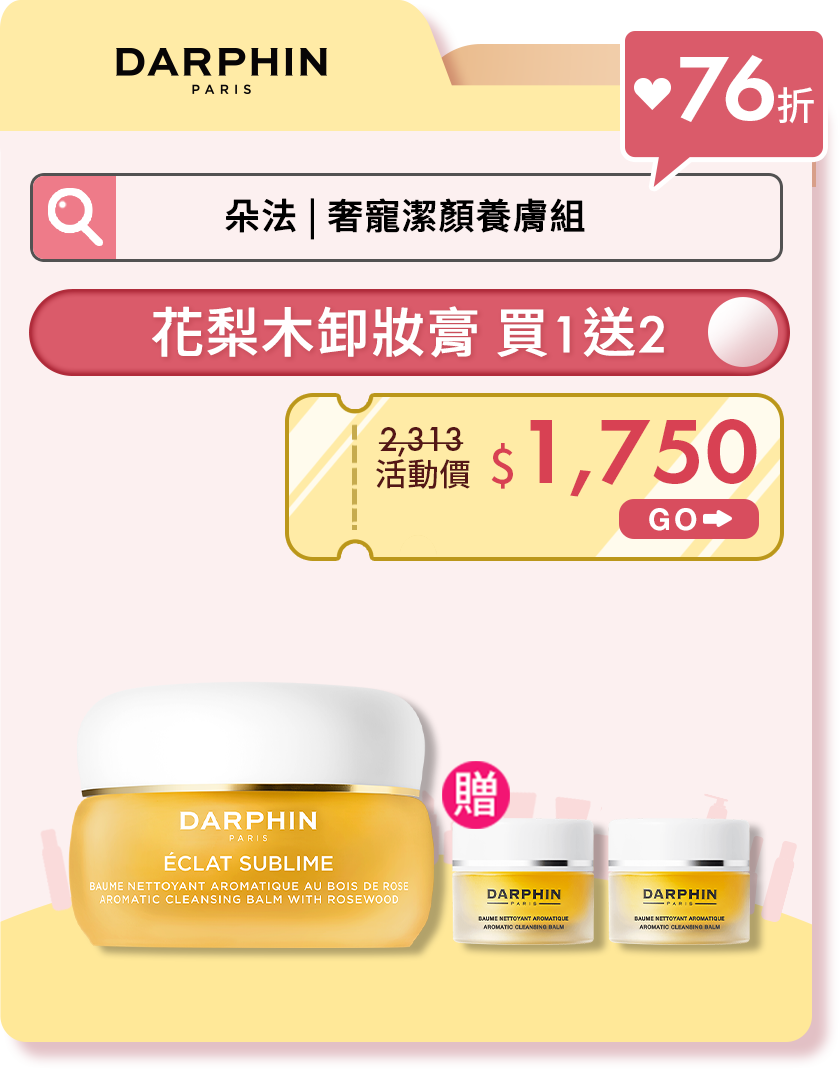 DARPHIN
PARIS
76折
朵法 | 奢寵潔顏養膚組
花梨木卸妝膏 買1送2
2,313
活動價 $1,750
GO
DARPHIN
PARIS
ÉCLAT SUBLIME
BAUME NETTOYANT AROMATIQUE AU BOIS DE ROSE
AROMATIC CLEANSING BALM WITH ROSEWOOD
贈
DARPHIN
PARIS
BAUME NETTOYANT AROMATIQUE
AROMATIC CLEANSING BALM
DARPHIN
PARIS
BAUME NETTOYANT AROMATIQUE
AROMATIC CLEANSING BALM